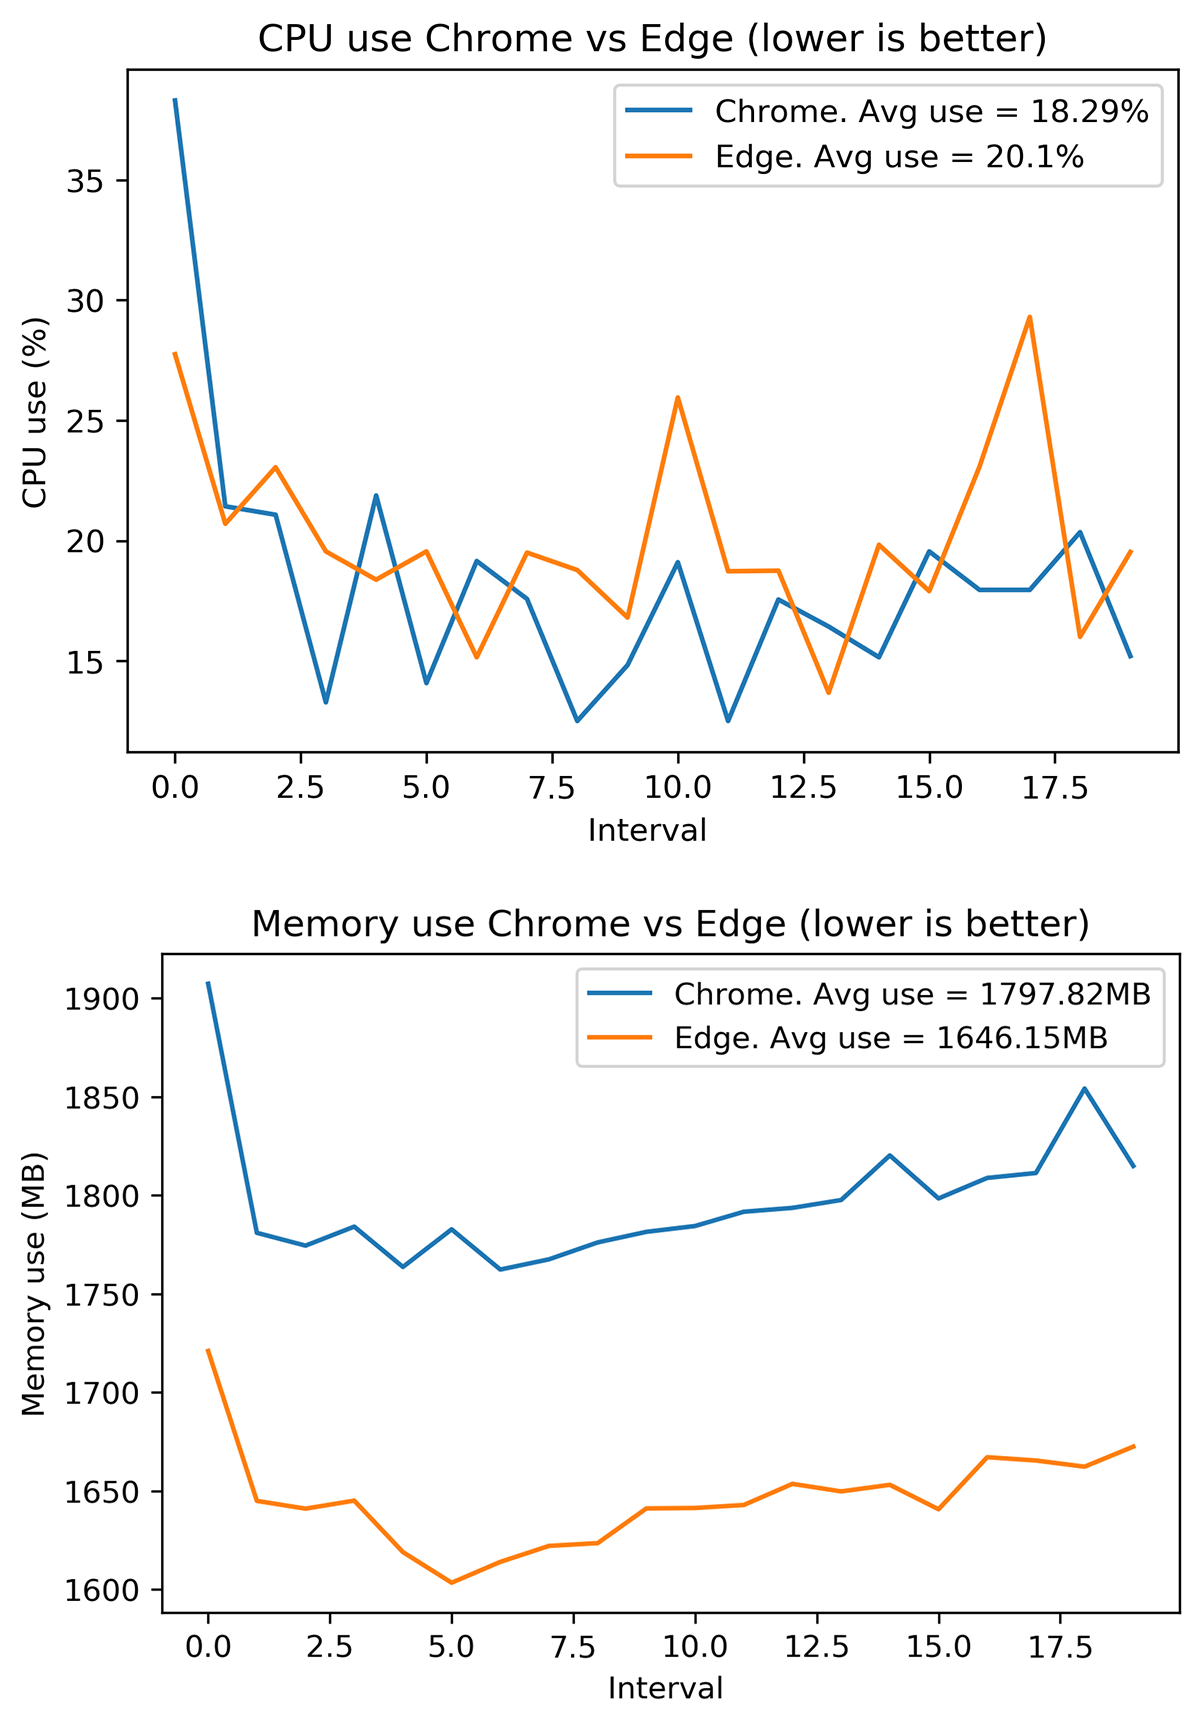 CPU use Chrome vs Edge (lower is better)
Chrome. Avg use = 18.29%
Edge. Avg use = 20.1%
CPU use (%)
35
30
25
20
15
0.0 2.5 5.0 7.5 10.0 12.5 15.0 17.5
Interval
Memory use Chrome vs Edge (lower is better)
Chrome. Avg use = 1797.82MB
Edge. Avg use = 1646.15MB
Memory use (MB)
1900
1850
1800
1750
1700
1650
1600
0.0 2.5 5.0 7.5 10.0 12.5 15.0 17.5
Interval